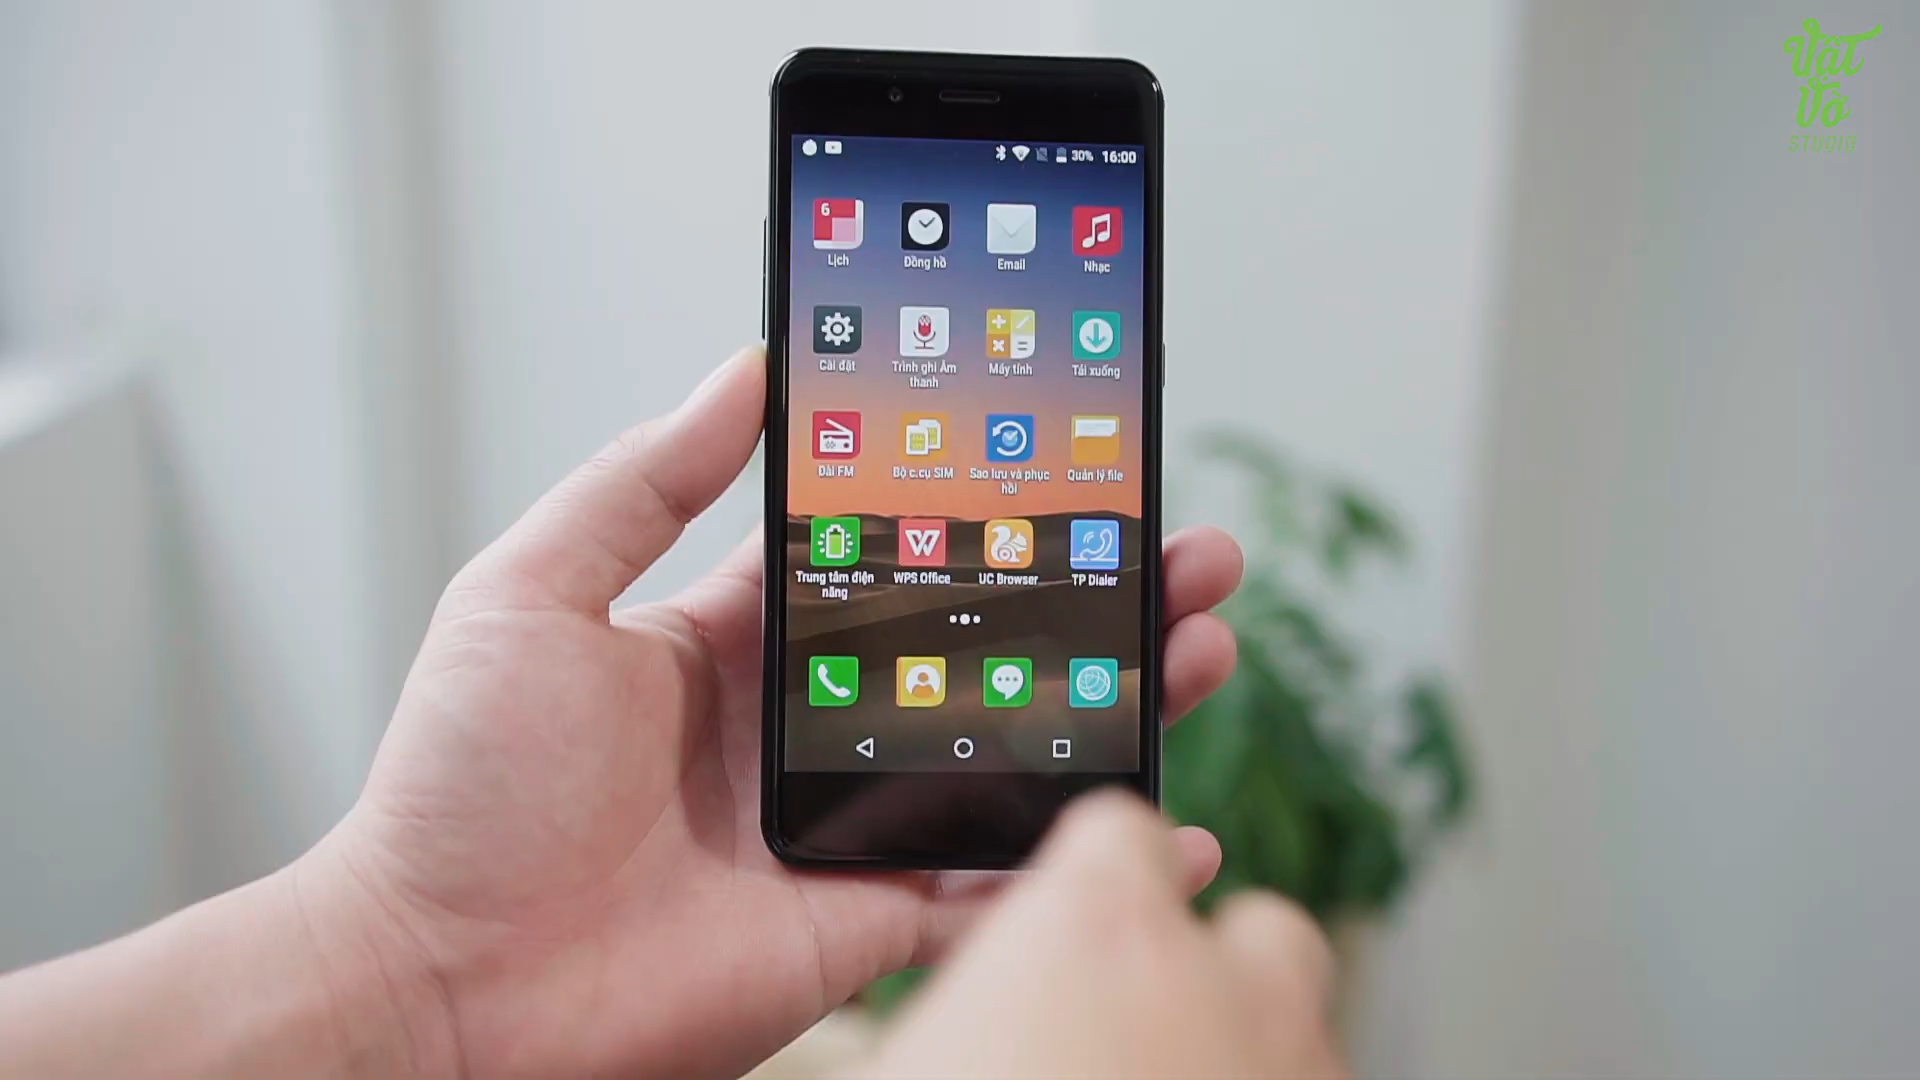 Vật
Vờ
STUDIO
30% 16:00
6
Lịch
Đồng hồ
Email
Nhạc
Cài đặt
Trình ghi Âm
thanh
Máy tính
Tải xuống
Đài FM
Bộ c.cụ SIM
Sao lưu và phục
hồi
Quản lý file
Trung tâm điện
năng
WPS Office
UC Browser
TP Dialer